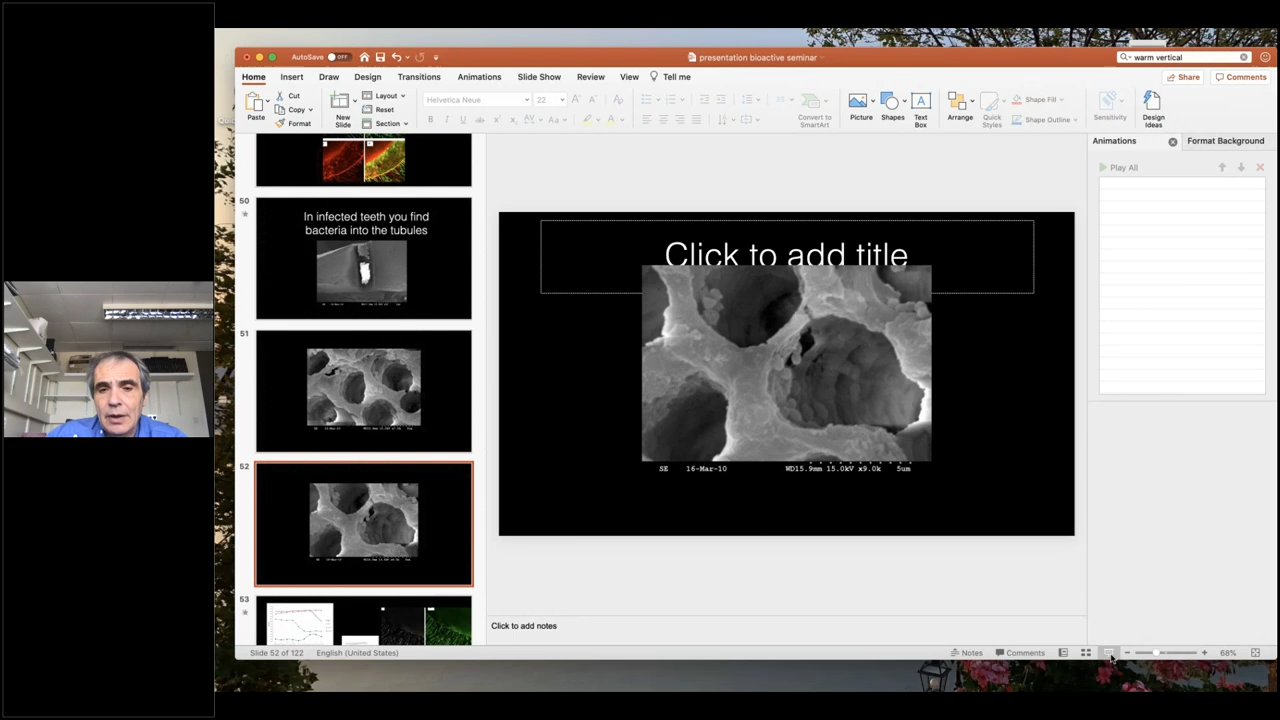 AutoSave OFF
presentation bioactive seminar
warm vertical
Home Insert Draw Design Transitions Animations Slide Show Review View Tell me
Share Comments
Paste
Cut
Copy
Format
New Slide
Layout
Reset
Section
Helvetica Neue 22
Convert to SmartArt
Picture
Shapes
Text Box
Arrange
Quick Styles
Shape Fill
Shape Outline
Sensitivity
Design Ideas
Animations
Format Background
Play All
50
In infected teeth you find
bacteria into the tubules
51
52
53
Click to add title
SE 16-Mar-10 WD15.9mm 15.0kV x9.0k 5um
Click to add notes
Slide 52 of 122 English (United States) Notes Comments 68%